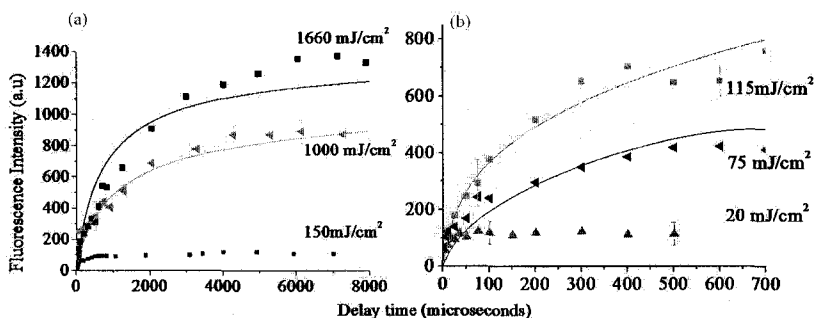 (a)
(b)
1660 mJ/cm²
1000 mJ/cm²
150mJ/cm²
115mJ/cm²
75 mJ/cm²
20 mJ/cm²
Fluorescence Intensity (a.u)
1400
1200
1000
800
600
400
200
0
0 2000 4000 6000 8000
800
600
400
200
0
0 100 200 300 400 500 600 700
Delay time (microseconds)